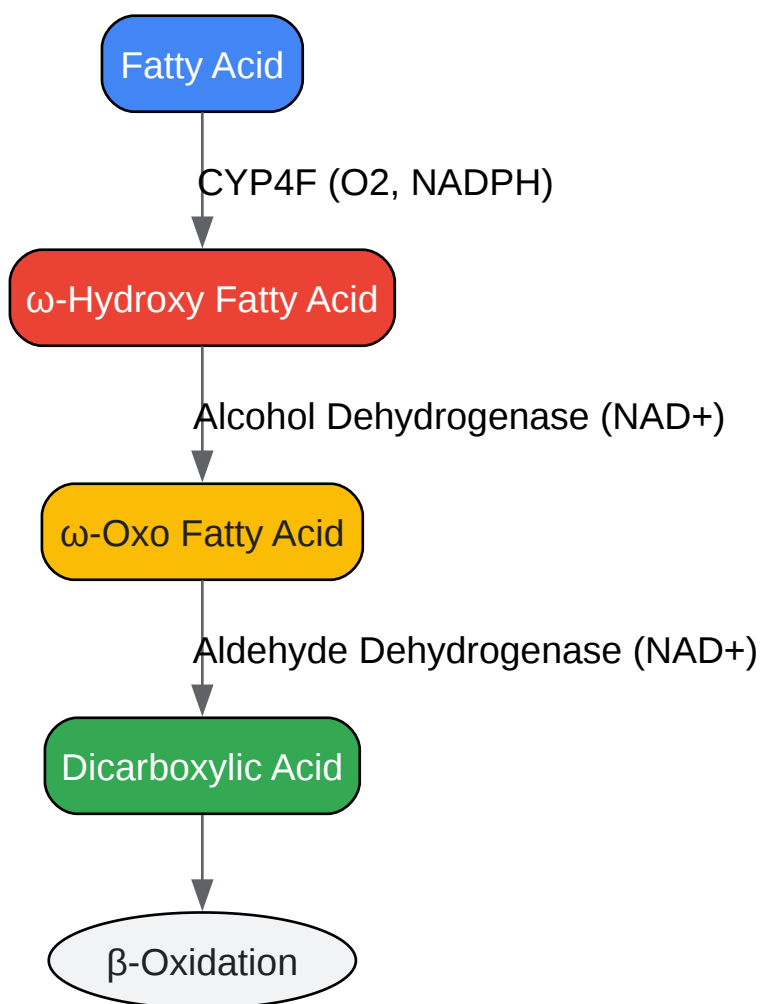 Fatty Acid
CYP4F (O2, NADPH)
ω-Hydroxy Fatty Acid
Alcohol Dehydrogenase (NAD+)
ω-Oxo Fatty Acid
Aldehyde Dehydrogenase (NAD+)
Dicarboxylic Acid
β-Oxidation